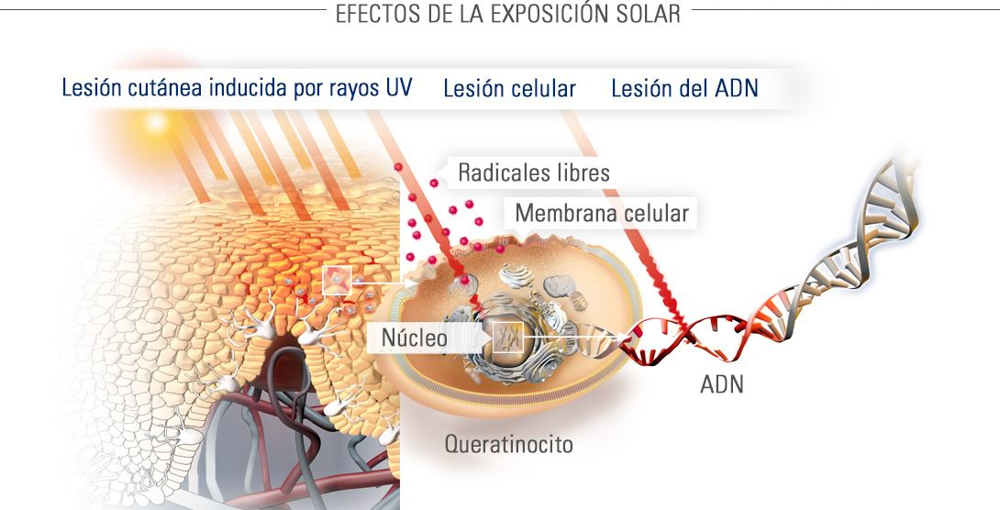 EFECTOS DE LA EXPOSICIÓN SOLAR
Lesión cutánea inducida por rayos UV
Lesión celular
Lesión del ADN
Radicales libres
Membrana celular
Núcleo
ADN
Queratinocito